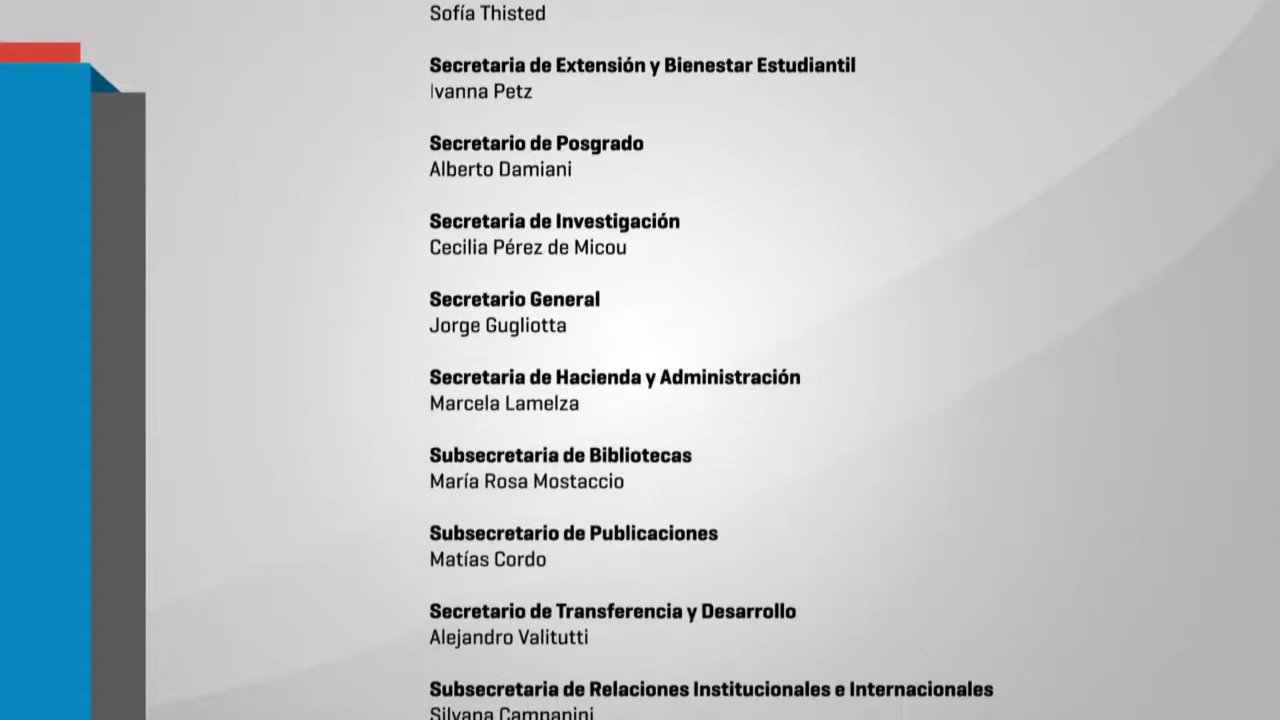 Sofía Thisted
Secretaria de Extensión y Bienestar Estudiantil
Ivanna Petz
Secretario de Posgrado
Alberto Damiani
Secretaria de Investigación
Cecilia Pérez de Micou
Secretario General
Jorge Gugliotta
Secretaria de Hacienda y Administración
Marcela Lamelza
Subsecretaria de Bibliotecas
María Rosa Mostaccio
Subsecretario de Publicaciones
Matías Cordo
Secretario de Transferencia y Desarrollo
Alejandro Valitutti
Subsecretaria de Relaciones Institucionales e Internacionales
Silvana Campanini